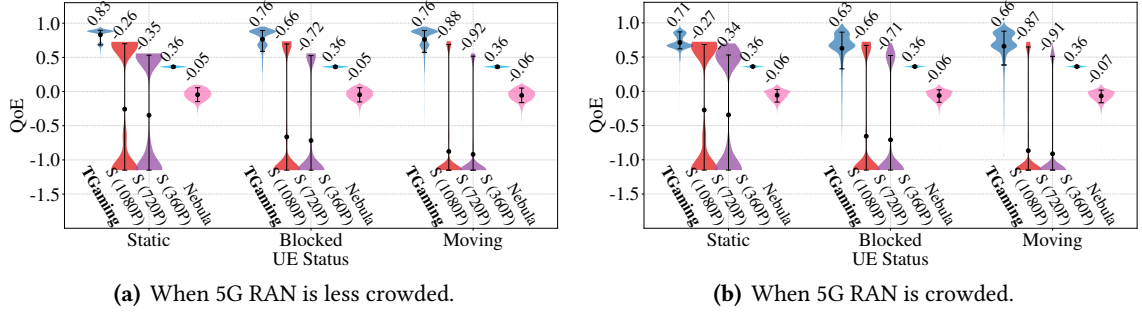 QoE
1.0
0.5
0.0
-0.5
-1.0
-1.5
0.83
-0.26
-0.35
0.36
-0.05
0.76
-0.66
-0.72
0.36
-0.05
0.76
-0.88
-0.92
0.36
-0.06
TGaming
S (1080P)
S (720P)
S (360P)
Nebula
TGaming
S (1080P)
S (720P)
S (360P)
Nebula
TGaming
S (1080P)
S (720P)
S (360P)
Nebula
Static
Blocked
Moving
UE Status
(a) When 5G RAN is less crowded.
QoE
1.0
0.5
0.0
-0.5
-1.0
-1.5
0.71
-0.27
-0.34
0.36
-0.06
0.63
-0.66
-0.71
0.36
-0.06
0.66
-0.87
-0.91
0.36
-0.07
TGaming
S (1080P)
S (720P)
S (360P)
Nebula
TGaming
S (1080P)
S (720P)
S (360P)
Nebula
TGaming
S (1080P)
S (720P)
S (360P)
Nebula
Static
Blocked
Moving
UE Status
(b) When 5G RAN is crowded.